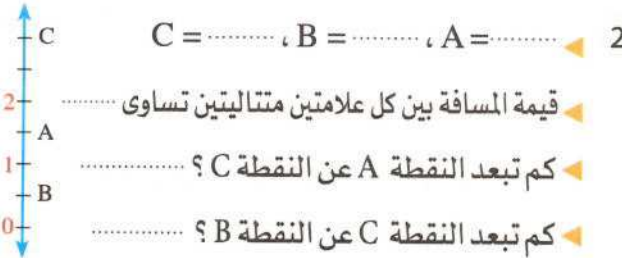 2 ◀ A =·········· ، B = ·········· ، C = ··········
◀ قيمة المسافة بين كل علامتين متتاليتين تساوى ·········
◀ كم تبعد النقطة A عن النقطة C ؟ ···············
◀ كم تبعد النقطة C عن النقطة B ؟ ···············
C
2
A
1
B
0